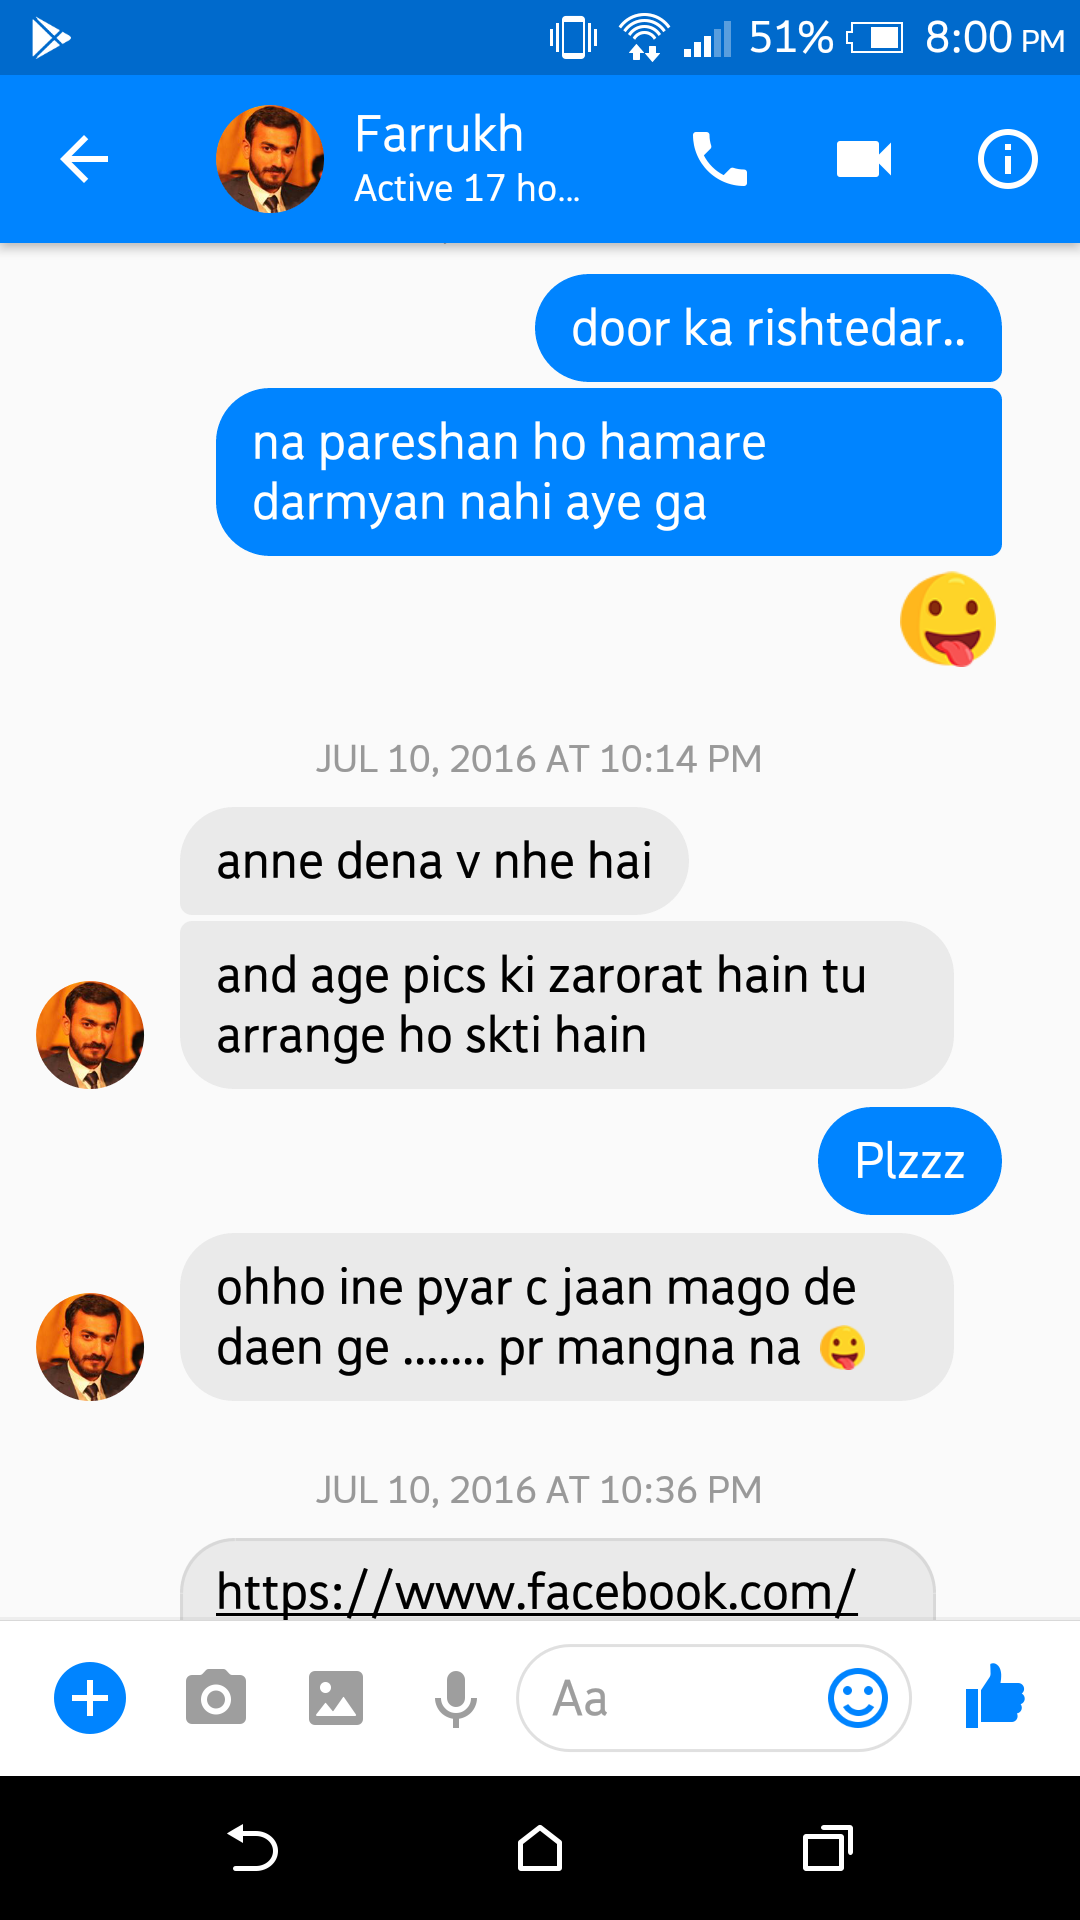 51% 8:00 PM
Farrukh
Active 17 ho...
door ka rishtedar..
na pareshan ho hamare
darmyan nahi aye ga
JUL 10, 2016 AT 10:14 PM
anne dena v nhe hai
and age pics ki zarorat hain tu
arrange ho skti hain
Plzzz
ohho ine pyar c jaan mago de
daen ge ....... pr mangna na 😛
JUL 10, 2016 AT 10:36 PM
https://www.facebook.com/
Aa